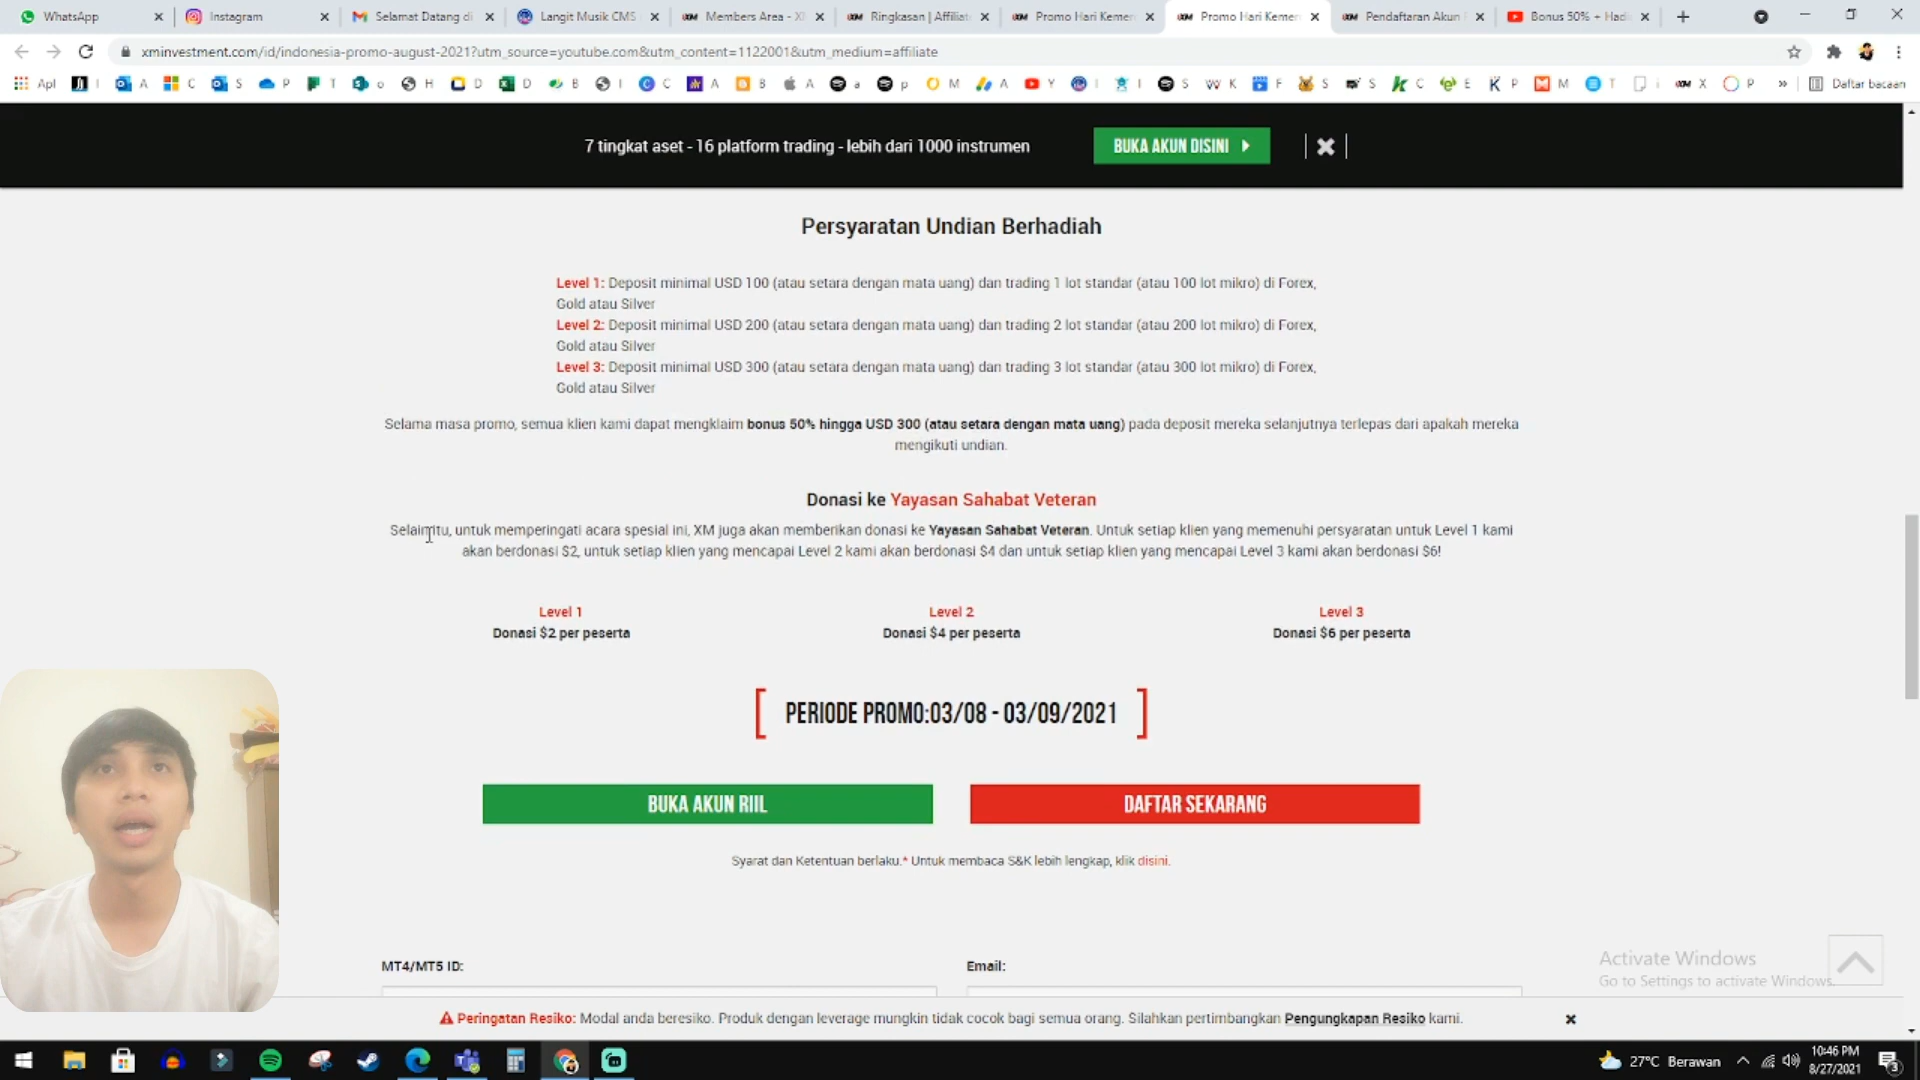 WhatsApp
Instagram
Selamat Datang di
Langit Musik CMS
Members Area - X
Ringkasan | Affiliat
Promo Hari Kemer
Promo Hari Kemer
Pendaftaran Akun
Bonus 50% + Hadi
xminvestment.com/id/indonesia-promo-august-2021?utm_source=youtube.com&utm_content=1122001&utm_medium=affiliate
Apl
Daftar bacaan
7 tingkat aset - 16 platform trading - lebih dari 1000 instrumen
BUKA AKUN DISINI
Persyaratan Undian Berhadiah
Level 1: Deposit minimal USD 100 (atau setara dengan mata uang) dan trading 1 lot standar (atau 100 lot mikro) di Forex,
Gold atau Silver
Level 2: Deposit minimal USD 200 (atau setara dengan mata uang) dan trading 2 lot standar (atau 200 lot mikro) di Forex,
Gold atau Silver
Level 3: Deposit minimal USD 300 (atau setara dengan mata uang) dan trading 3 lot standar (atau 300 lot mikro) di Forex,
Gold atau Silver
Selama masa promo, semua klien kami dapat mengklaim bonus 50% hingga USD 300 (atau setara dengan mata uang) pada deposit mereka selanjutnya terlepas dari apakah mereka
mengikuti undian.
Donasi ke Yayasan Sahabat Veteran
Selain itu, untuk memperingati acara spesial ini, XM juga akan memberikan donasi ke Yayasan Sahabat Veteran. Untuk setiap klien yang memenuhi persyaratan untuk Level 1 kami
akan berdonasi $2, untuk setiap klien yang mencapai Level 2 kami akan berdonasi $4 dan untuk setiap klien yang mencapai Level 3 kami akan berdonasi $6!
Level 1
Level 2
Level 3
Donasi $2 per peserta
Donasi $4 per peserta
Donasi $6 per peserta
PERIODE PROMO:03/08 - 03/09/2021
BUKA AKUN RIIL
DAFTAR SEKARANG
Syarat dan Ketentuan berlaku.* Untuk membaca S&K lebih lengkap, klik disini.
MT4/MT5 ID:
Email:
Activate Windows
Go to Settings to activate Windows.
Peringatan Resiko: Modal anda beresiko. Produk dengan leverage mungkin tidak cocok bagi semua orang. Silahkan pertimbangkan Pengungkapan Resiko kami.
27°C Berawan
10:46 PM
8/27/2021
3